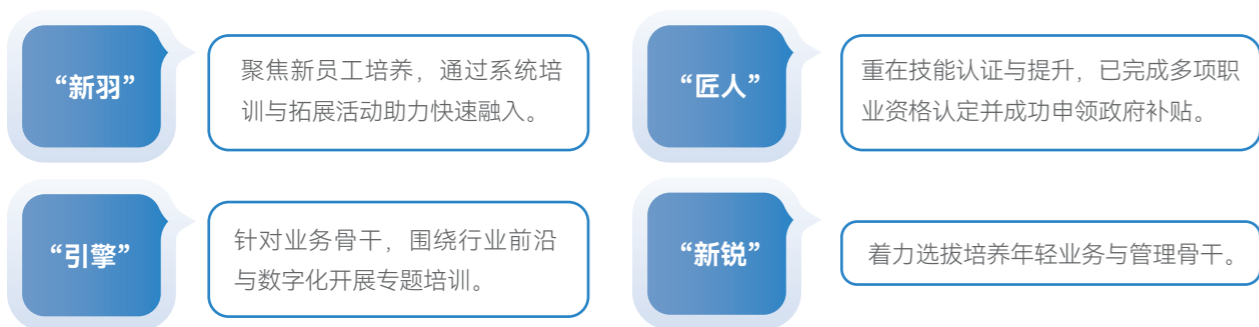 “新羽”
聚焦新员工培养，通过系统培
训与拓展活动助力快速融入。
“匠人”
重在技能认证与提升，已完成多项职
业资格认定并成功申领政府补贴。
“引擎”
针对业务骨干，围绕行业前沿
与数字化开展专题培训。
“新锐”
着力选拔培养年轻业务与管理骨干。